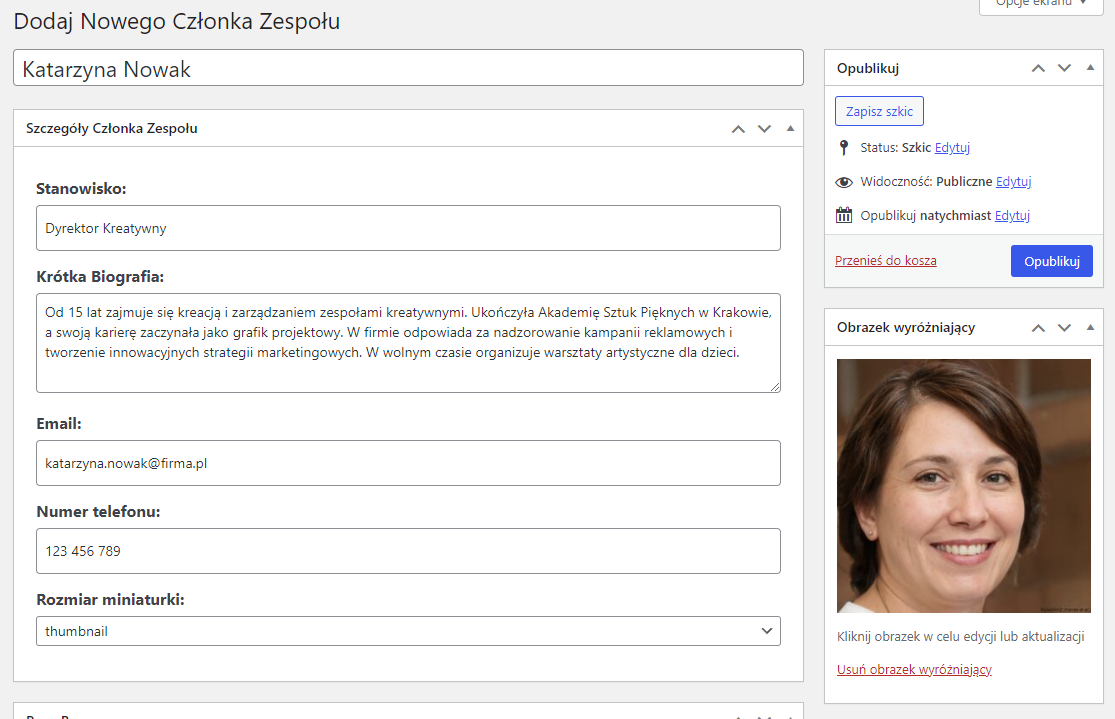 Opcje ekranu
Dodaj Nowego Członka Zespołu
Katarzyna Nowak
Szczegóły Członka Zespołu
Stanowisko:
Dyrektor Kreatywny
Krótka Biografia:
Od 15 lat zajmuje się kreacją i zarządzaniem zespołami kreatywnymi. Ukończyła Akademię Sztuk Pięknych w Krakowie,
a swoją karierę zaczynała jako grafik projektowy. W firmie odpowiada za nadzorowanie kampanii reklamowych i
tworzenie innowacyjnych strategii marketingowych. W wolnym czasie organizuje warsztaty artystyczne dla dzieci.
Email:
katarzyna.nowak@firma.pl
Numer telefonu:
123 456 789
Rozmiar miniaturki:
thumbnail
Opublikuj
Zapisz szkic
Status: Szkic Edytuj
Widoczność: Publiczne Edytuj
Opublikuj natychmiast Edytuj
Przenieś do kosza
Opublikuj
Obrazek wyróżniający
Kliknij obrazek w celu edycji lub aktualizacji
Usuń obrazek wyróżniający